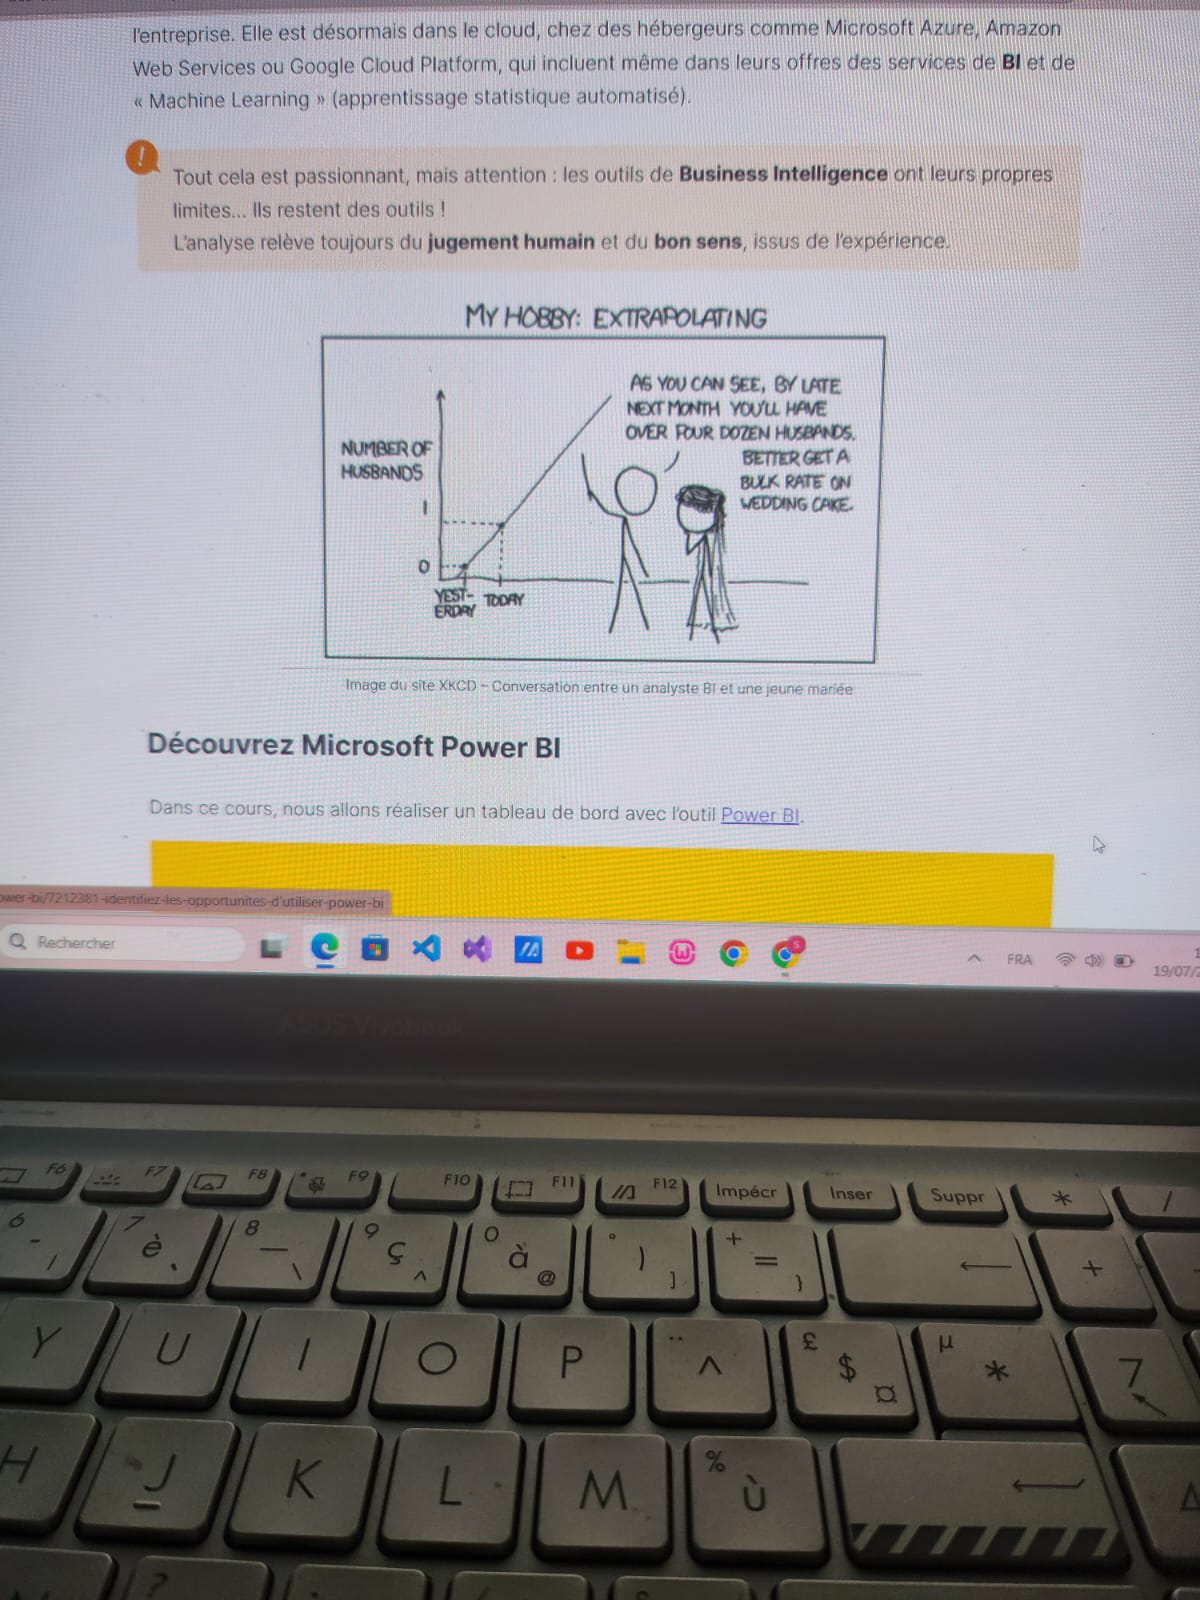 l'entreprise. Elle est désormais dans le cloud, chez des hébergeurs comme Microsoft Azure, Amazon
Web Services ou Google Cloud Platform, qui incluent même dans leurs offres des services de BI et de
« Machine Learning » (apprentissage statistique automatisé).
!
Tout cela est passionnant, mais attention : les outils de Business Intelligence ont leurs propres
limites... Ils restent des outils !
L'analyse relève toujours du jugement humain et du bon sens, issus de l'expérience.
MY HOBBY: EXTRAPOLATING
AS YOU CAN SEE, BY LATE
NEXT MONTH YOU'LL HAVE
OVER FOUR DOZEN HUSBANDS.
BETTER GET A
BULK RATE ON
WEDDING CAKE.
NUMBER OF
HUSBANDS
1
0
YEST-
ERDAY
TODAY
Image du site XKCD – Conversation entre un analyste BI et une jeune mariée
Découvrez Microsoft Power BI
Dans ce cours, nous allons réaliser un tableau de bord avec l'outil Power BI.
ower-bi/7212381-identifiez-les-opportunites-d'utiliser-power-bi
Rechercher
FRA
19/07/2
ASUS Vivobook
F6 F7 F8 F9 F10 F11 F12 Impécr Inser Suppr * /
6 - 7 è 8 _ \ 9 ç ^ 0 à @ ° ) ] + = } ← +
Y U I O P ¨ ^ £ $ ¤ µ * 7
H J K L M % ù
?